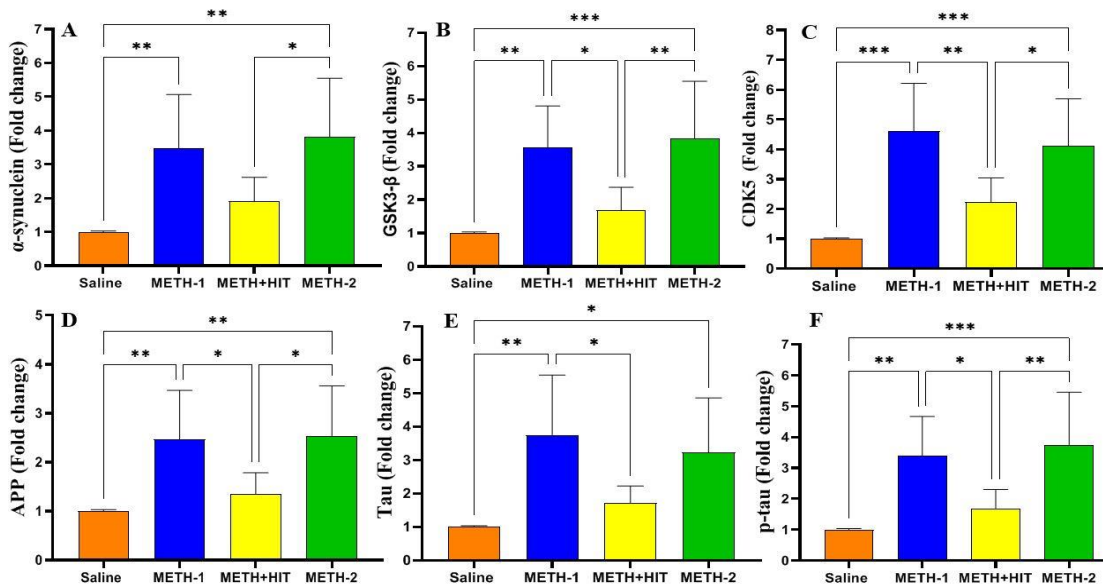 A
α-synuclein (Fold change)
7
6
5
4
3
2
1
0
**
**
*
Saline METH-1 METH+HIT METH-2
B
GSK3-β (Fold change)
7
6
5
4
3
2
1
0
***
** * **
Saline METH-1 METH+HIT METH-2
C
CDK5 (Fold change)
8
7
6
5
4
3
2
1
0
***
*** ** *
Saline METH-1 METH+HIT METH-2
D
APP (Fold change)
5
4
3
2
1
0
**
** * *
Saline METH-1 METH+HIT METH-2
E
Tau (Fold change)
7
6
5
4
3
2
1
0
*
** *
Saline METH-1 METH+HIT METH-2
F
p-tau (Fold change)
7
6
5
4
3
2
1
0
***
** * **
Saline METH-1 METH+HIT METH-2